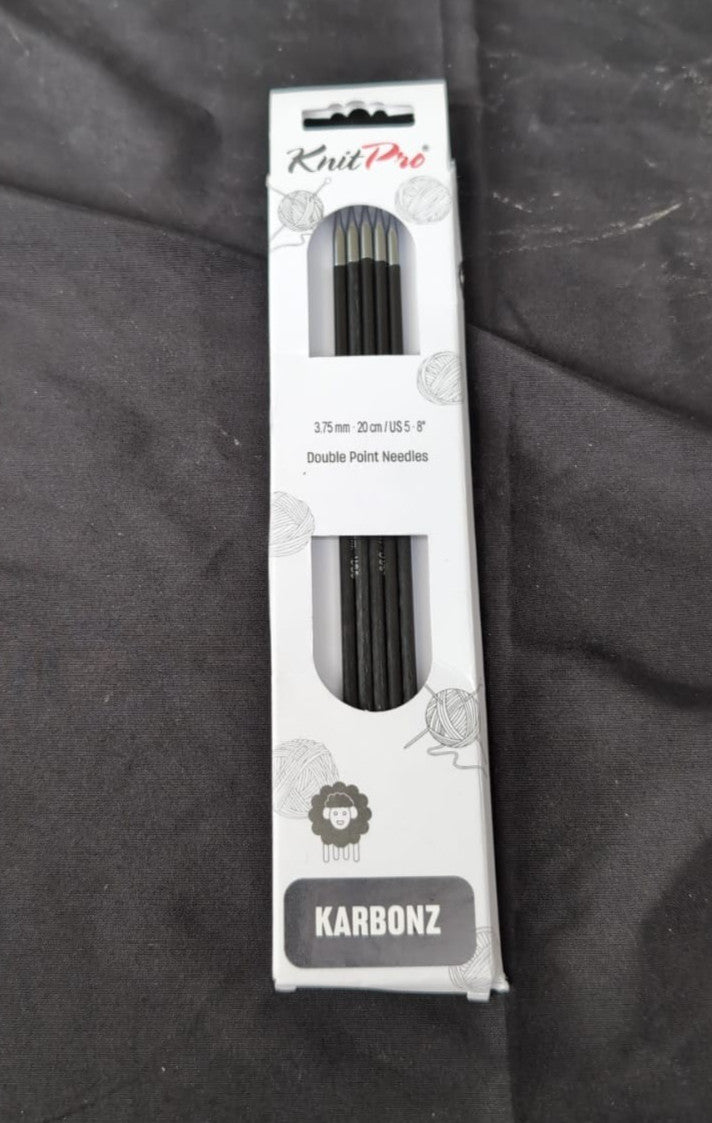 KnitPro®
3.75 mm · 20 cm / US 5 · 8"
Double Point Needles
KARBONZ